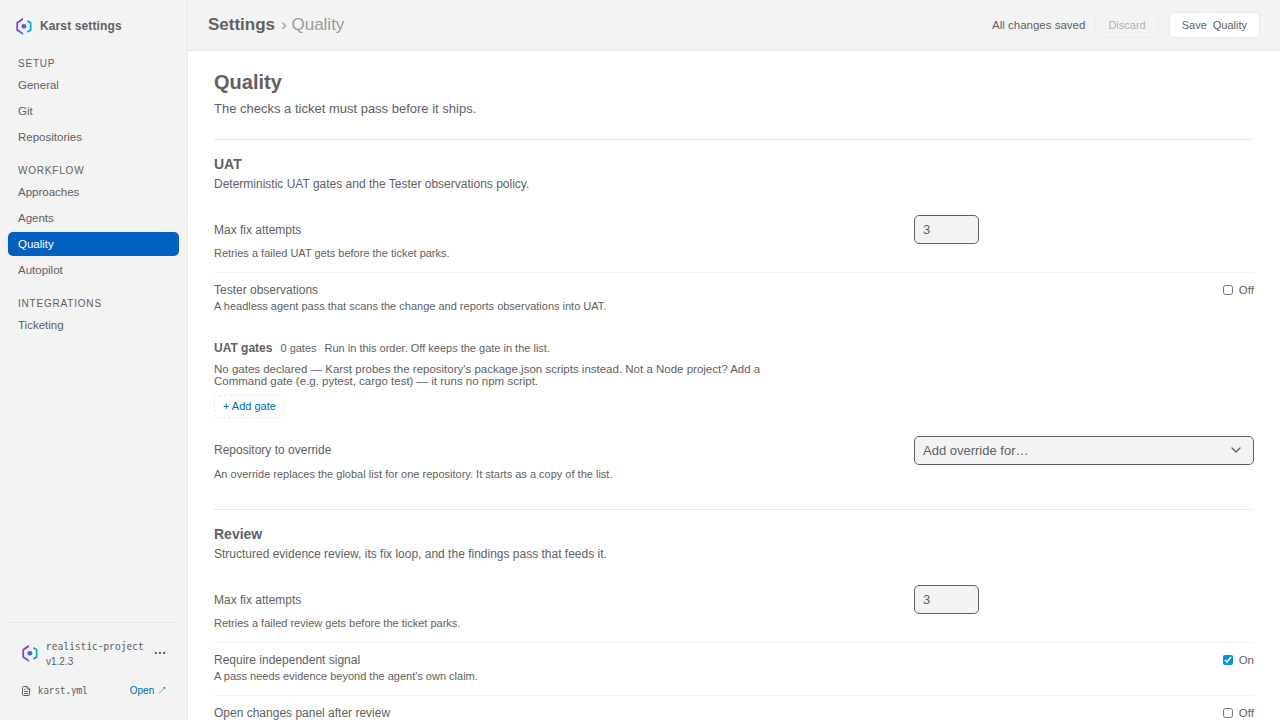 Karst settings
SETUP
General
Git
Repositories
WORKFLOW
Approaches
Agents
Quality
Autopilot
INTEGRATIONS
Ticketing
realistic-project
v1.2.3
karst.yml
Open ↗
Settings › Quality
All changes saved
Discard
Save Quality
Quality
The checks a ticket must pass before it ships.
UAT
Deterministic UAT gates and the Tester observations policy.
Max fix attempts
3
Retries a failed UAT gets before the ticket parks.
Tester observations
Off
A headless agent pass that scans the change and reports observations into UAT.
UAT gates 0 gates Run in this order. Off keeps the gate in the list.
No gates declared — Karst probes the repository's package.json scripts instead. Not a Node project? Add a
Command gate (e.g. pytest, cargo test) — it runs no npm script.
+ Add gate
Repository to override
Add override for…
An override replaces the global list for one repository. It starts as a copy of the list.
Review
Structured evidence review, its fix loop, and the findings pass that feeds it.
Max fix attempts
3
Retries a failed review gets before the ticket parks.
Require independent signal
On
A pass needs evidence beyond the agent's own claim.
Open changes panel after review
Off